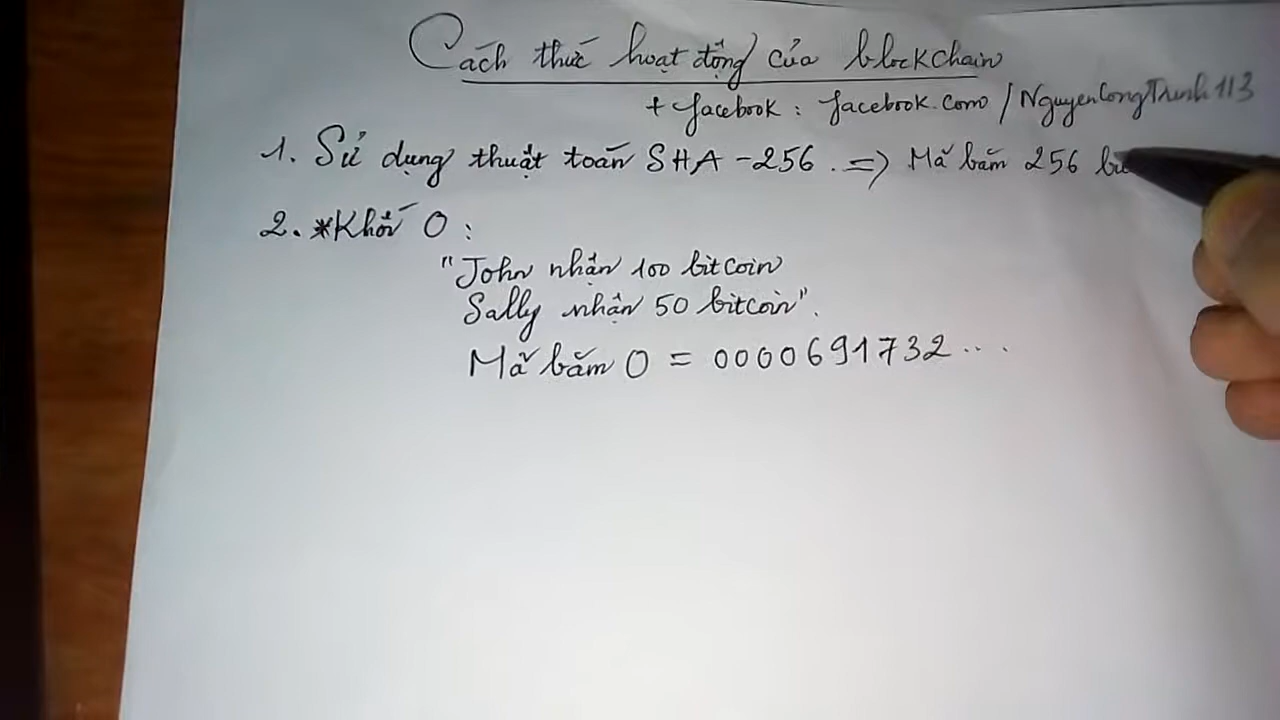 Cách thức hoạt động của blockchain
+ facebook : facebook.com/NguyenCongTrinh113
1. Sử dụng thuật toán SHA-256. => Mã băm 256
2. *Khối 0 :
"John nhận 100 bitcoin
Sally nhận 50 bitcoin".
Mã băm 0 = 0000691732...